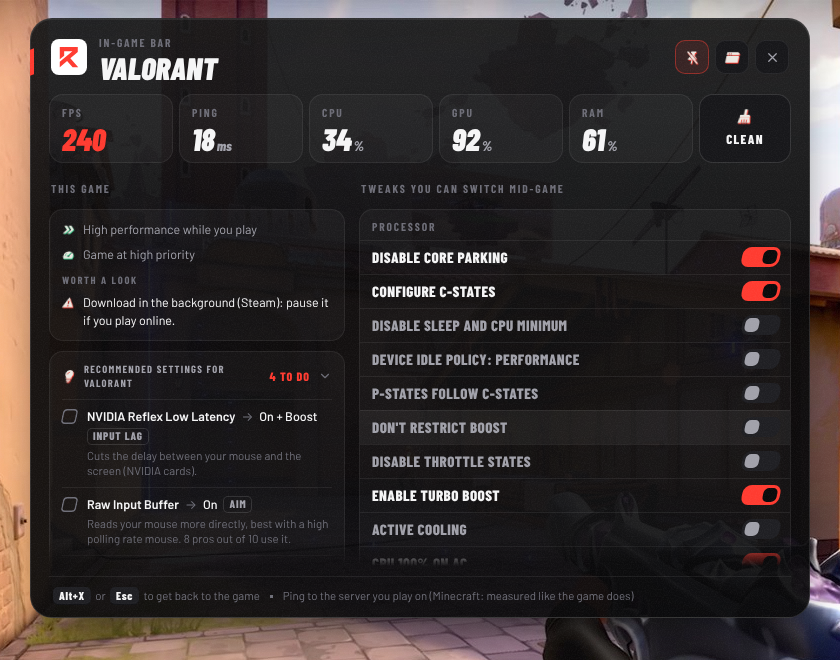 IN-GAME BAR
VALORANT
FPS
240
PING
18 ms
CPU
34 %
GPU
92 %
RAM
61 %
CLEAN
THIS GAME
High performance while you play
Game at high priority
WORTH A LOOK
Download in the background (Steam): pause it
if you play online.
RECOMMENDED SETTINGS FOR
VALORANT
4 TO DO
NVIDIA Reflex Low Latency → On + Boost
INPUT LAG
Cuts the delay between your mouse and the
screen (NVIDIA cards).
Raw Input Buffer → On AIM
Reads your mouse more directly, best with a high
polling rate mouse. 8 pros out of 10 use it.
TWEAKS YOU CAN SWITCH MID-GAME
PROCESSOR
DISABLE CORE PARKING
CONFIGURE C-STATES
DISABLE SLEEP AND CPU MINIMUM
DEVICE IDLE POLICY: PERFORMANCE
P-STATES FOLLOW C-STATES
DON'T RESTRICT BOOST
DISABLE THROTTLE STATES
ENABLE TURBO BOOST
ACTIVE COOLING
CPU 100% ON AC
Alt+X or Esc to get back to the game • Ping to the server you play on (Minecraft: measured like the game does)